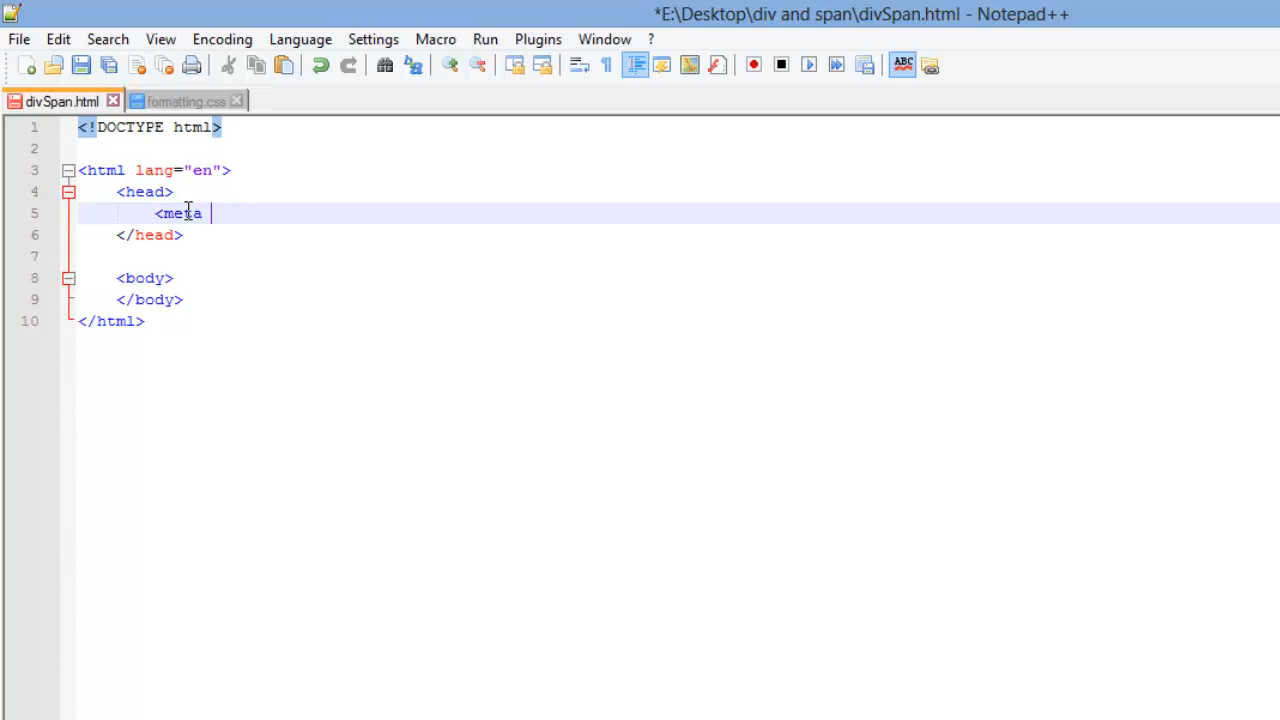 *E:\Desktop\div and span\divSpan.html - Notepad++
File Edit Search View Encoding Language Settings Macro Run Plugins Window ?
ABC
divSpan.html formatting.css
1 <!DOCTYPE html>
2
3 <html lang="en">
4 <head>
5 <meta
6 </head>
7
8 <body>
9 </body>
10 </html>